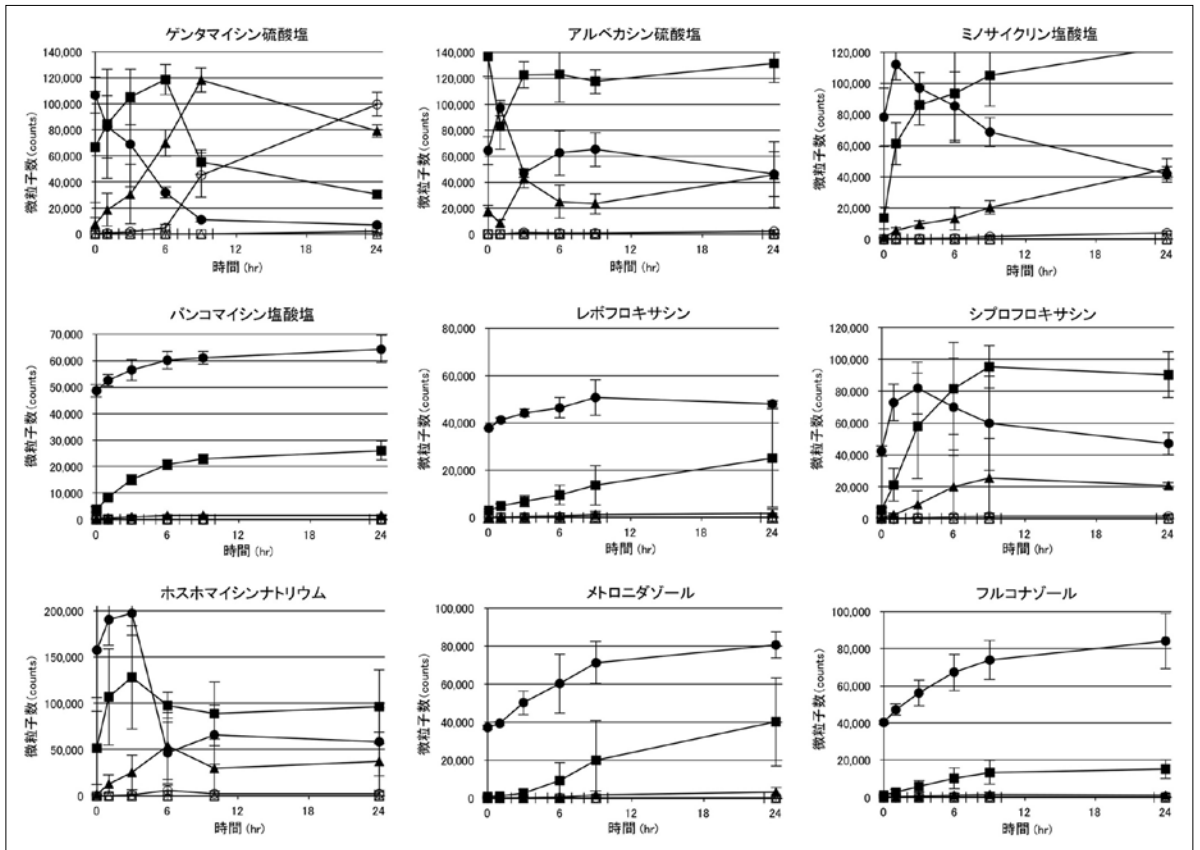 ゲンタマイシン硫酸塩
140,000
120,000
100,000
80,000
60,000
40,000
20,000
0
微粒子数(counts)
0 6 12 18 24
時間 (hr)
アルベカシン硫酸塩
140,000
120,000
100,000
80,000
60,000
40,000
20,000
0
微粒子数(counts)
0 6 12 18 24
時間 (hr)
ミノサイクリン塩酸塩
120,000
100,000
80,000
60,000
40,000
20,000
0
微粒子数(counts)
0 6 12 18 24
時間 (hr)
バンコマイシン塩酸塩
70,000
60,000
50,000
40,000
30,000
20,000
10,000
0
微粒子数(counts)
0 6 12 18 24
時間 (hr)
レボフロキサシン
80,000
60,000
40,000
20,000
0
微粒子数(counts)
0 6 12 18 24
時間 (hr)
シプロフロキサシン
120,000
100,000
80,000
60,000
40,000
20,000
0
微粒子数(counts)
0 6 12 18 24
時間 (hr)
ホスホマイシンナトリウム
200,000
150,000
100,000
50,000
0
微粒子数(counts)
0 6 12 18 24
時間 (hr)
メトロニダゾール
100,000
80,000
60,000
40,000
20,000
0
微粒子数(counts)
0 6 12 18 24
時間 (hr)
フルコナゾール
100,000
80,000
60,000
40,000
20,000
0
微粒子数(counts)
0 6 12 18 24
時間 (hr)